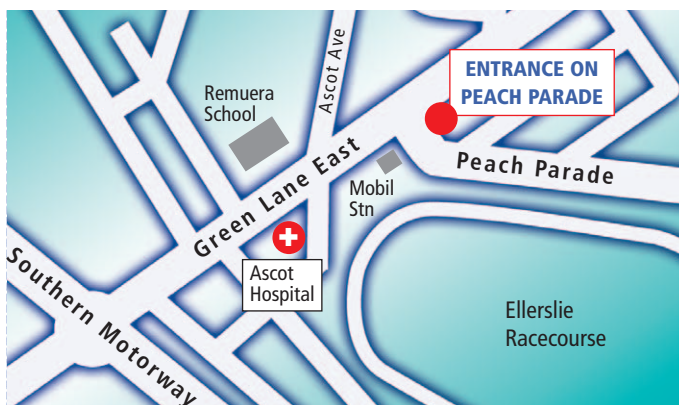 Ascot Ave
ENTRANCE ON
PEACH PARADE
Remuera
School
Green Lane East
Peach Parade
Mobil
Stn
Southern Motorway
Ascot
Hospital
Ellerslie
Racecourse